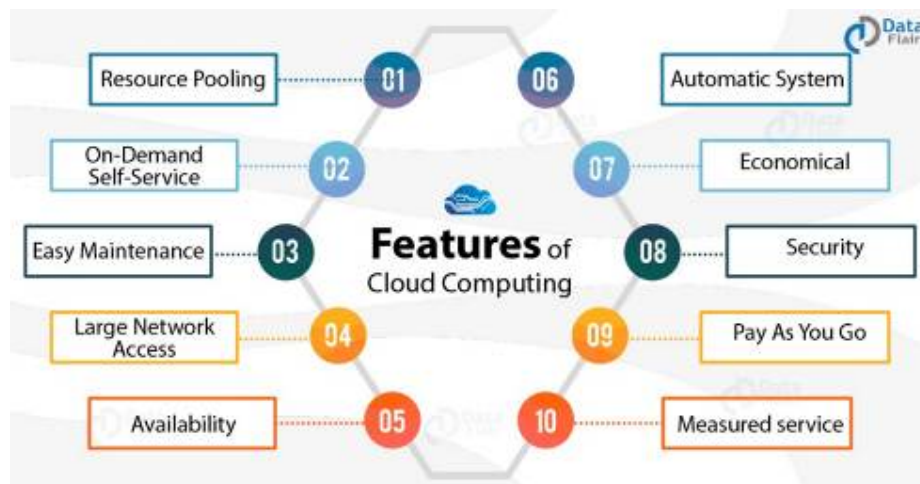 Data
Flair
01
Resource Pooling
02
On-Demand
Self-Service
03
Easy Maintenance
04
Large Network
Access
05
Availability
Features of
Cloud Computing
06
Automatic System
07
Economical
08
Security
09
Pay As You Go
10
Measured service